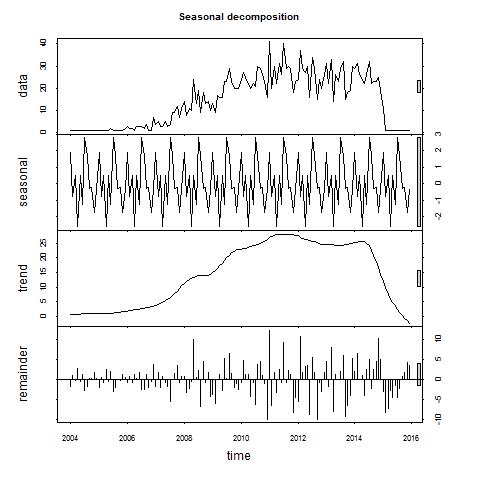 Seasonal decomposition
data
0 10 20 30 40
seasonal
-2 -1 0 1 2 3
trend
0 5 10 15 20 25
remainder
-10 -5 0 5 10
2004 2006 2008 2010 2012 2014 2016
time